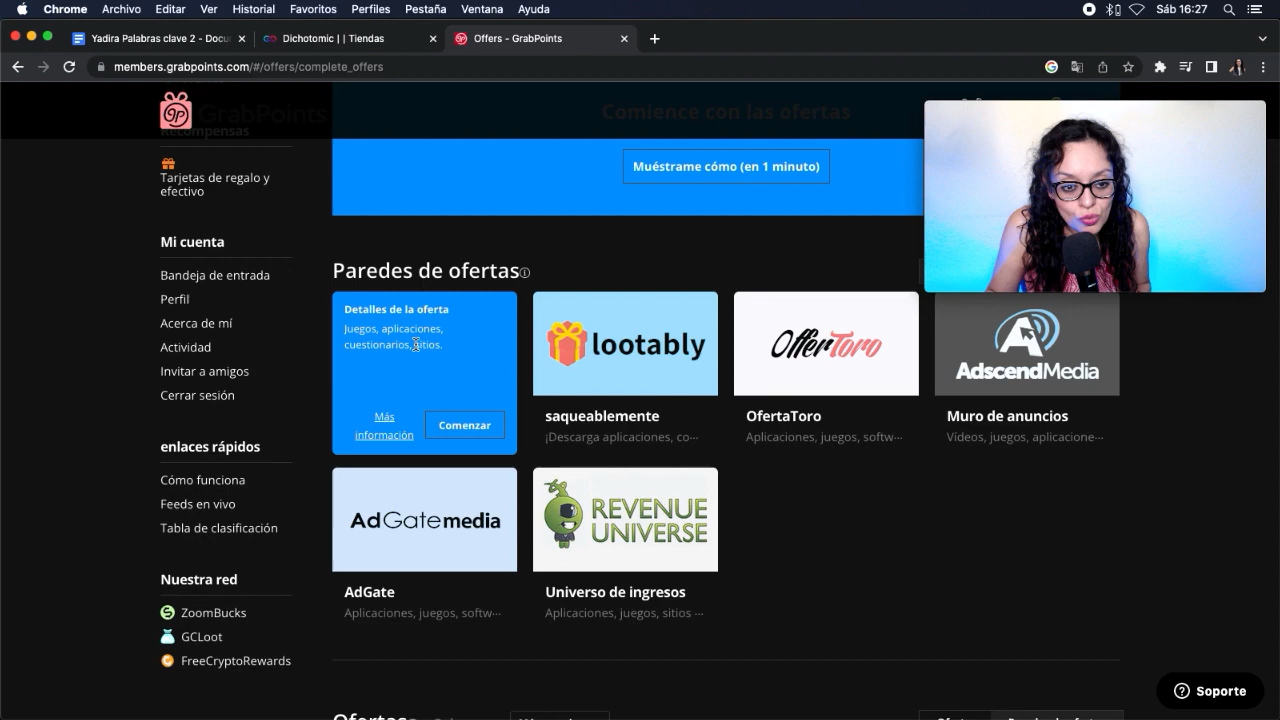 Chrome Archivo Editar Ver Historial Favoritos Perfiles Pestaña Ventana Ayuda
Sáb 16:27
Yadira Palabras clave 2 - Docu
Dichotomic | | Tiendas
Offers - GrabPoints
members.grabpoints.com/#/offers/complete_offers
GrabPoints
Recompensas
Tarjetas de regalo y
efectivo
Mi cuenta
Bandeja de entrada
Perfil
Acerca de mí
Actividad
Invitar a amigos
Cerrar sesión
enlaces rápidos
Cómo funciona
Feeds en vivo
Tabla de clasificación
Nuestra red
ZoomBucks
GCLoot
FreeCryptoRewards
Comience con las ofertas
Muéstrame cómo (en 1 minuto)
Paredes de ofertas
Detalles de la oferta
Juegos, aplicaciones,
cuestionarios, sitios.
Más
información
Comenzar
lootably
saqueablemente
¡Descarga aplicaciones, co···
OfferToro
OfertaToro
Aplicaciones, juegos, softw···
AdscendMedia
Muro de anuncios
Vídeos, juegos, aplicacione···
AdGatemedia
AdGate
Aplicaciones, juegos, softw···
REVENUE
UNIVERSE
Universo de ingresos
Aplicaciones, juegos, sitios ···
Ofertas
Soporte